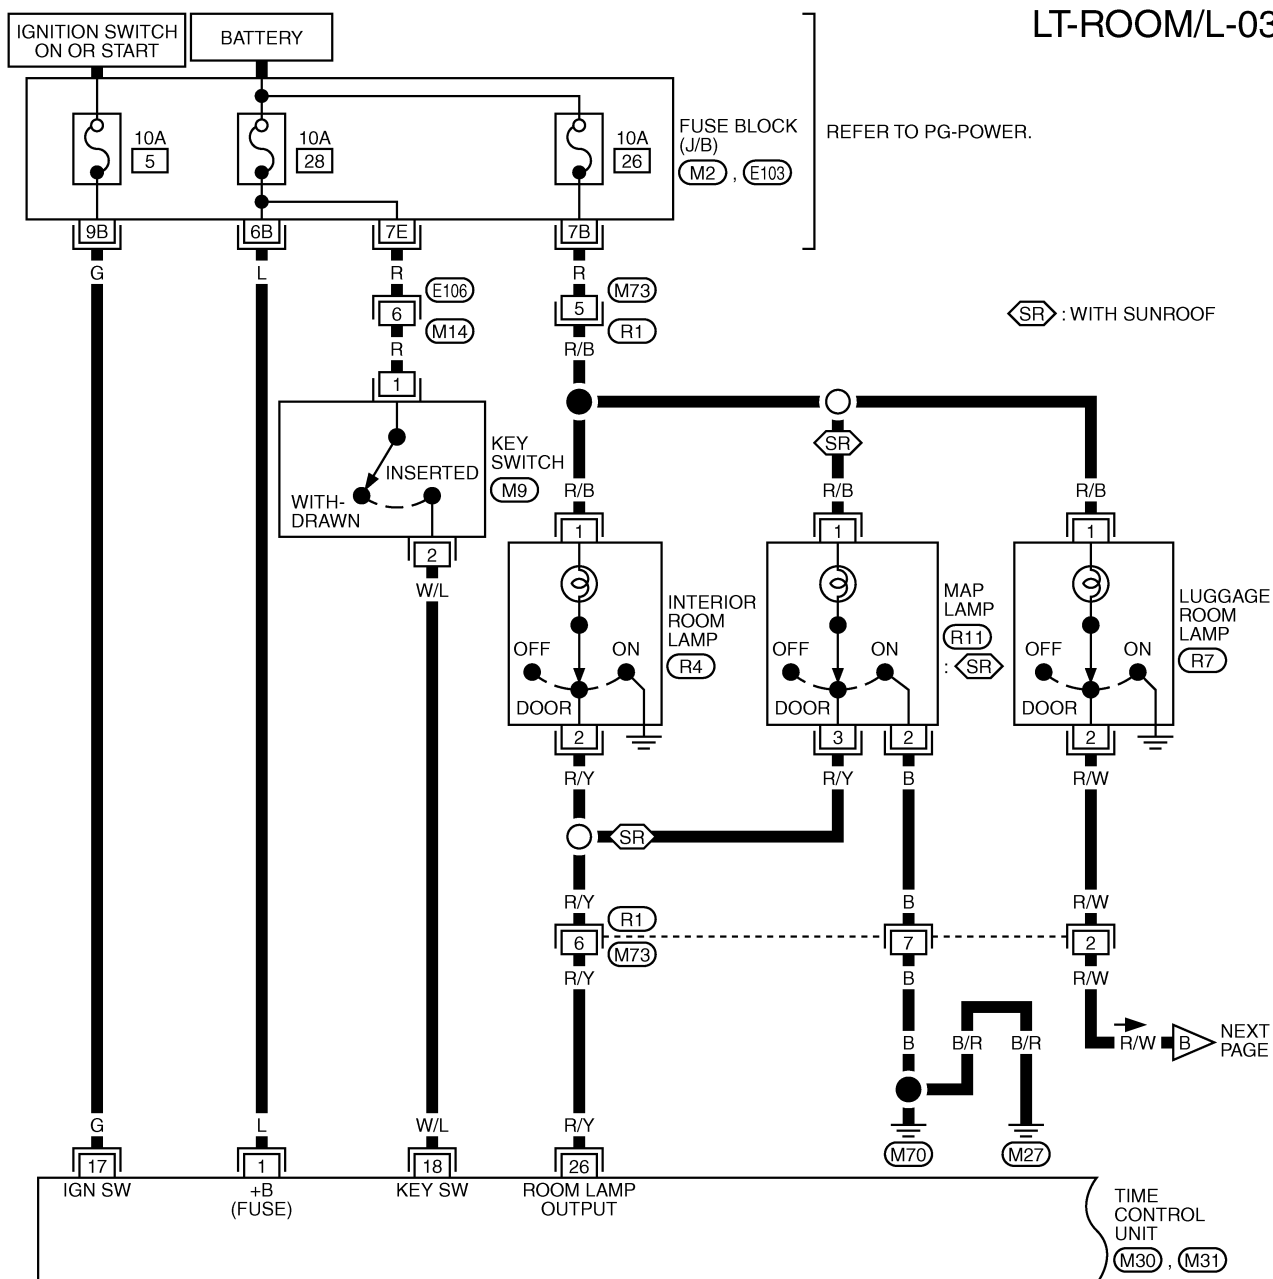 LT-ROOM/L-03
IGNITION SWITCH
ON OR START
BATTERY
10A
5
10A
28
10A
26
FUSE BLOCK
(J/B)
M2 , E103
REFER TO PG-POWER.
9B
6B
7E
7B
G
L
R
R
E106
6
M14
M73
5
R1
SR : WITH SUNROOF
R
R/B
1
KEY
SWITCH
M9
INSERTED
WITH-
DRAWN
2
W/L
SR
R/B
R/B
R/B
1
1
1
INTERIOR
ROOM
LAMP
R4
OFF
ON
DOOR
MAP
LAMP
R11
: SR
OFF
ON
DOOR
LUGGAGE
ROOM
LAMP
R7
OFF
ON
DOOR
2
3
2
2
R/Y
R/Y
B
R/W
SR
R/Y
B
R/W
R1
6
M73
7
2
R/Y
B
R/W
B
B/R
B/R
R/W
B
NEXT
PAGE
M70
M27
G
L
W/L
R/Y
17
1
18
26
IGN SW
+B
(FUSE)
KEY SW
ROOM LAMP
OUTPUT
TIME
CONTROL
UNIT
M30 , M31